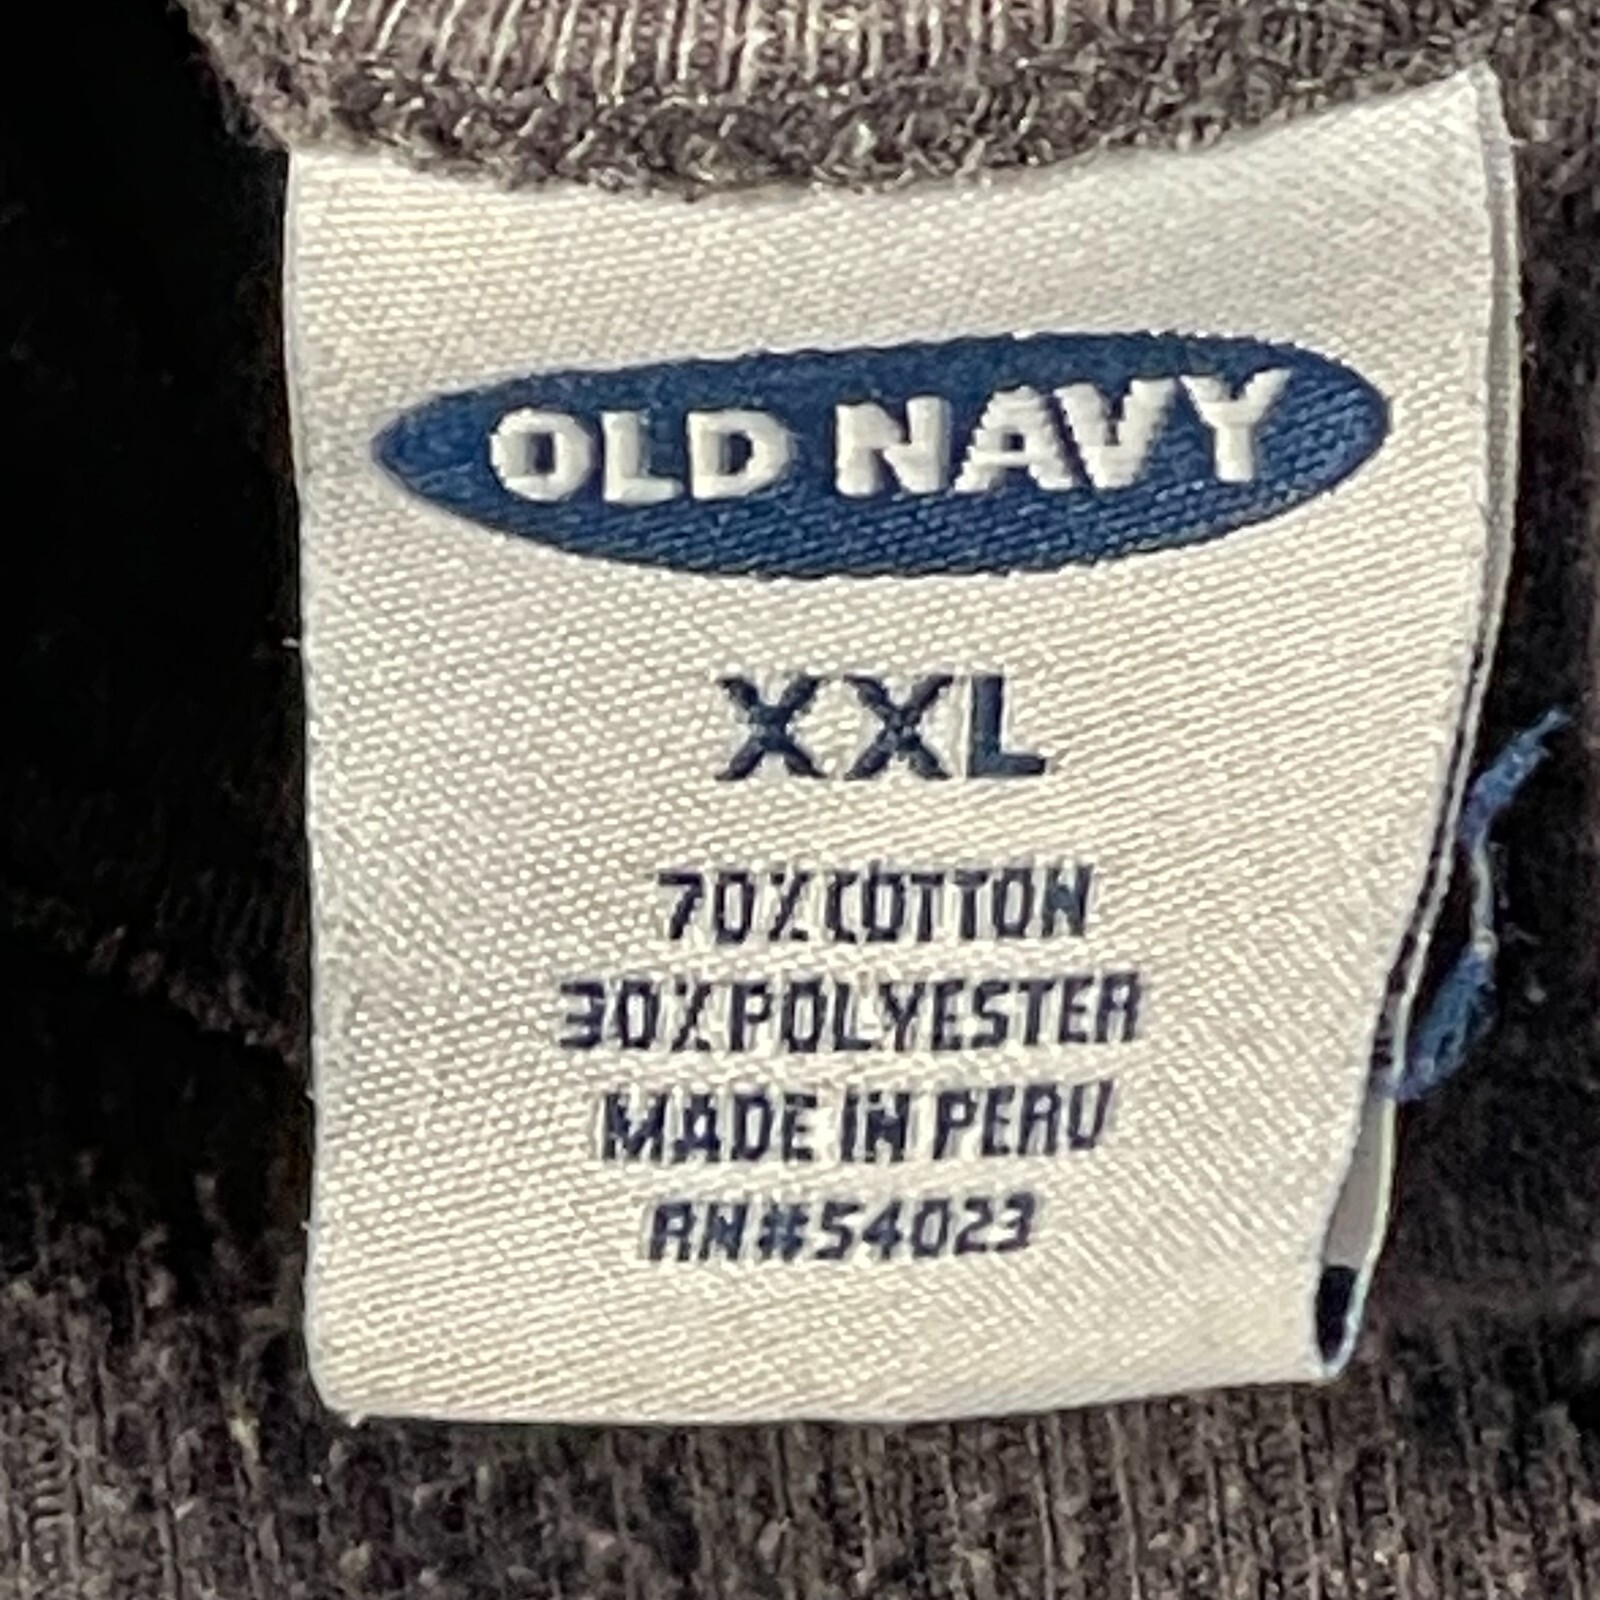 OLD NAVY
XXL
70% COTTON
30% POLYESTER
MADE IN PERU
RN#54023